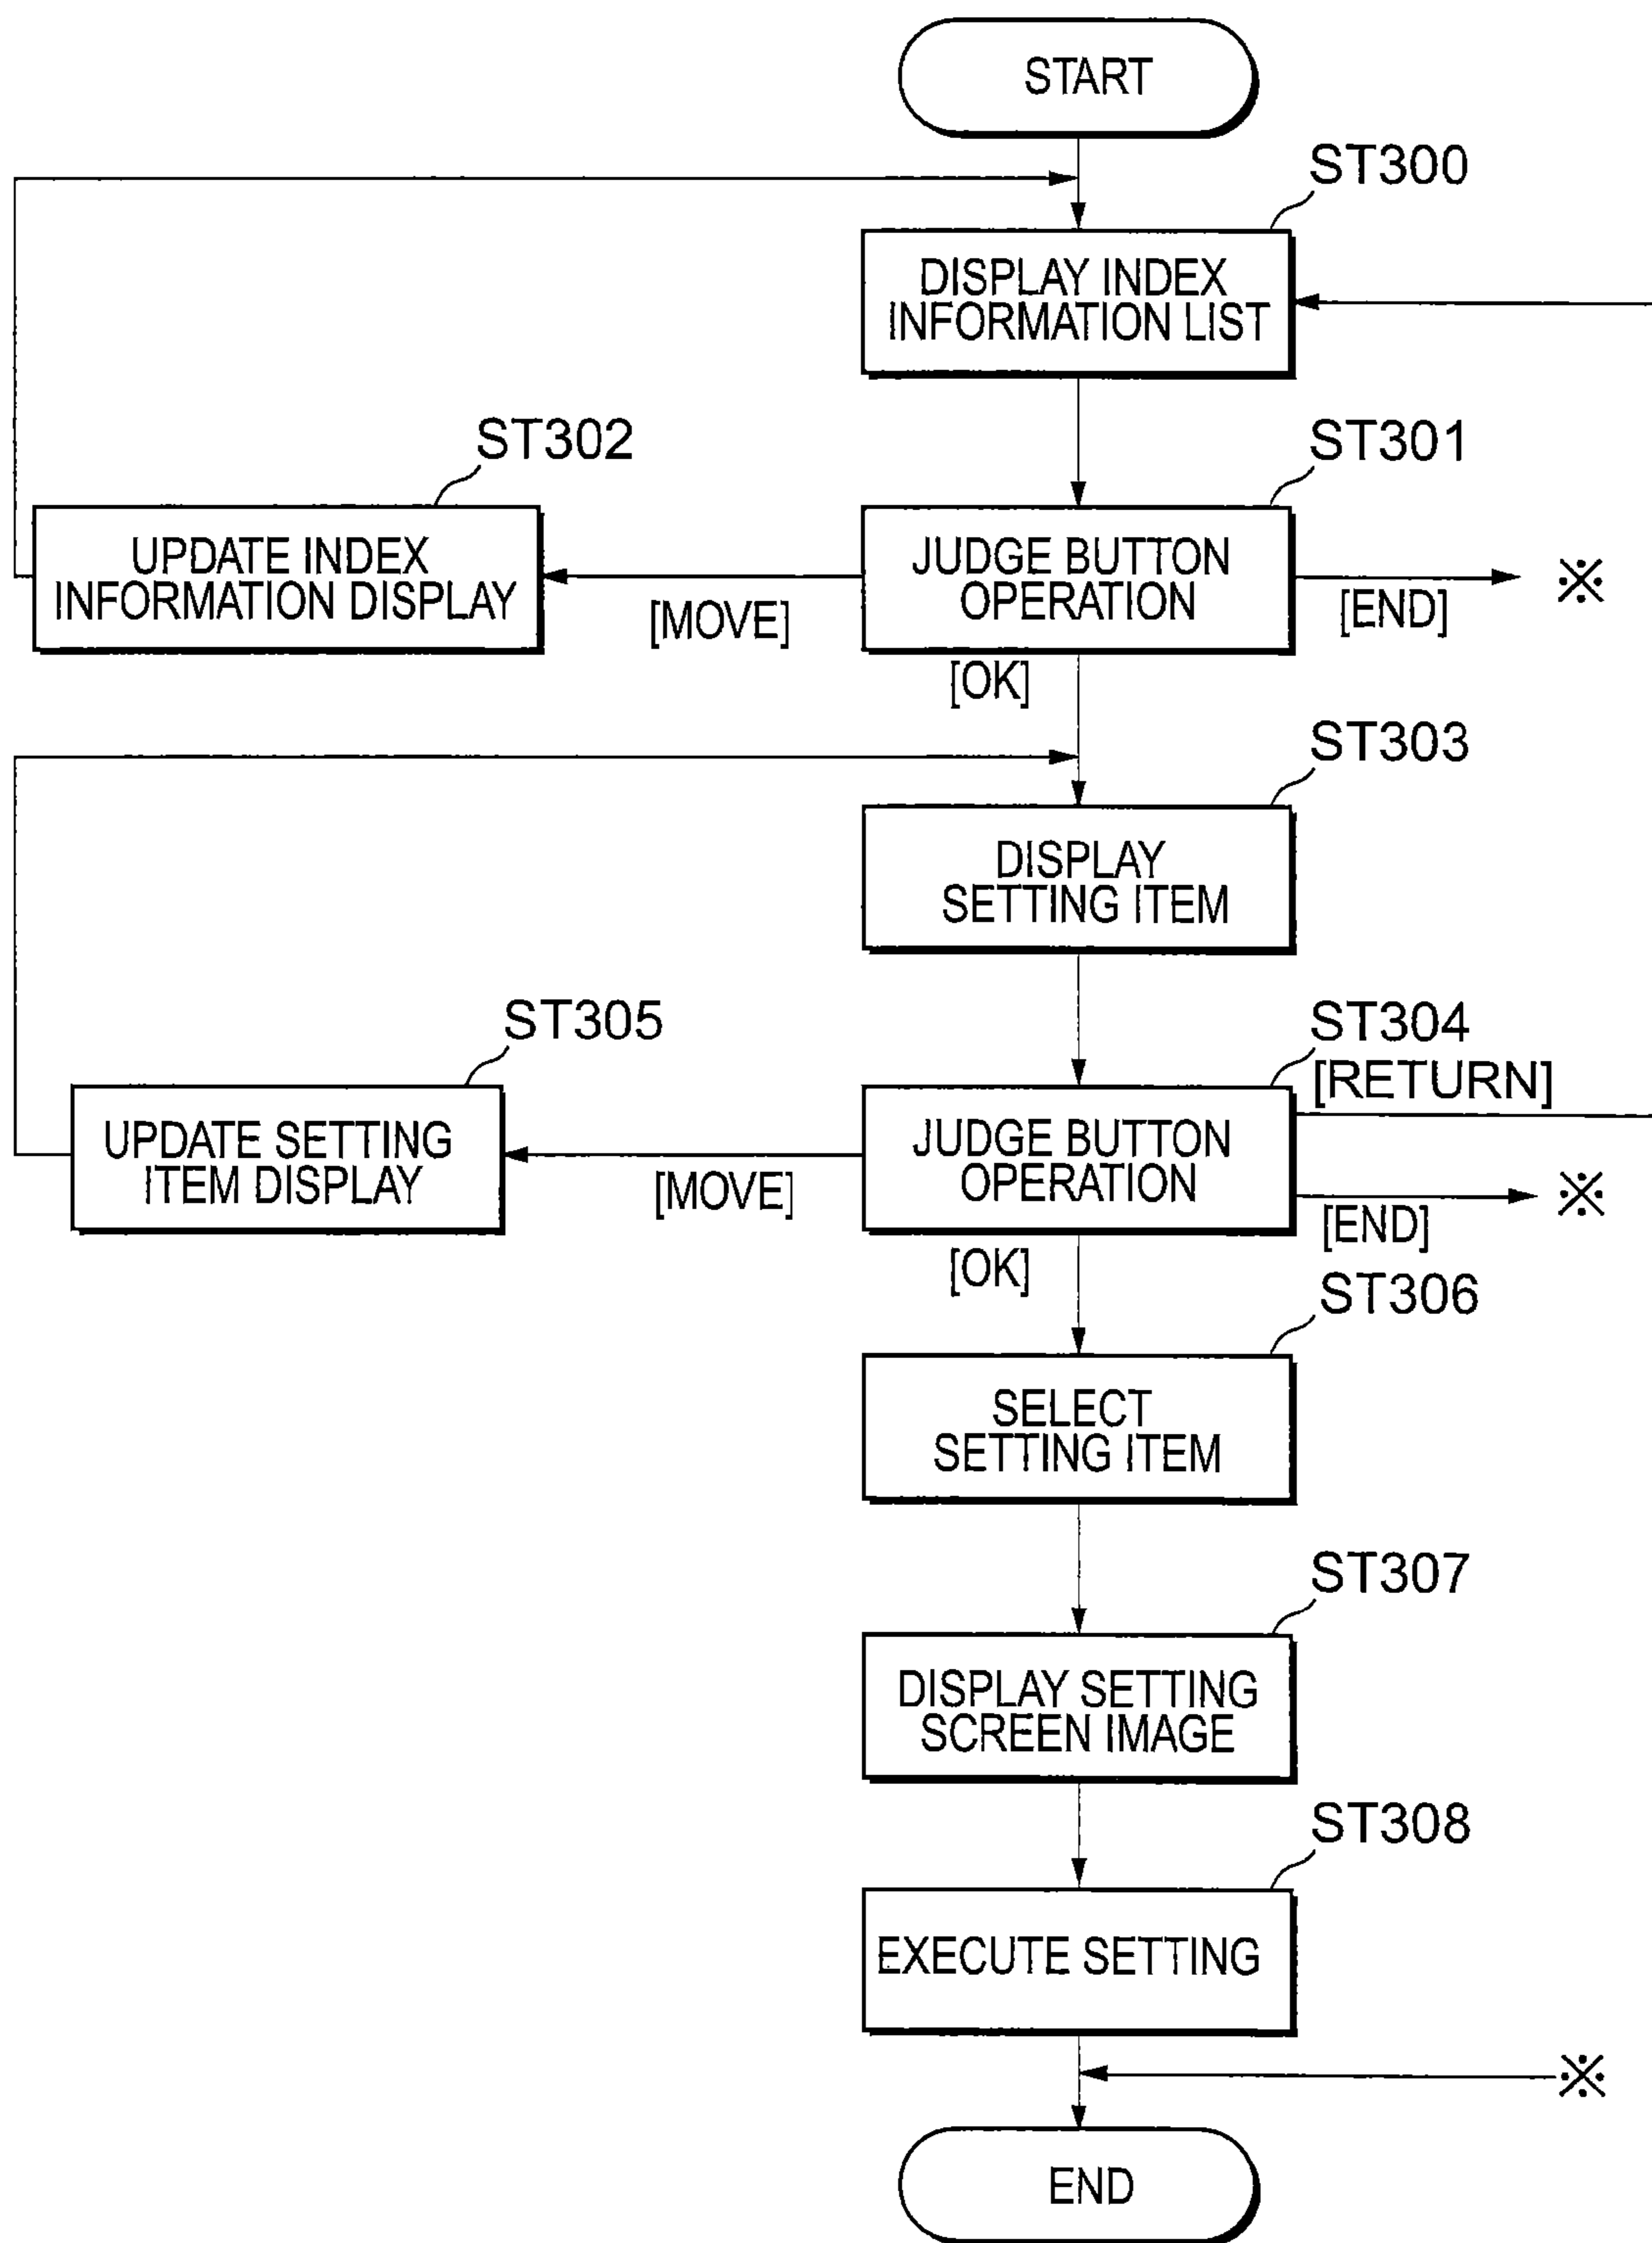 START
ST300
DISPLAY INDEX
INFORMATION LIST
ST302
ST301
UPDATE INDEX
INFORMATION DISPLAY
[MOVE]
JUDGE BUTTON
OPERATION
[END]
※
[OK]
ST303
DISPLAY
SETTING ITEM
ST305
ST304
[RETURN]
UPDATE SETTING
ITEM DISPLAY
[MOVE]
JUDGE BUTTON
OPERATION
※
[END]
[OK]
ST306
SELECT
SETTING ITEM
ST307
DISPLAY SETTING
SCREEN IMAGE
ST308
EXECUTE SETTING
※
END